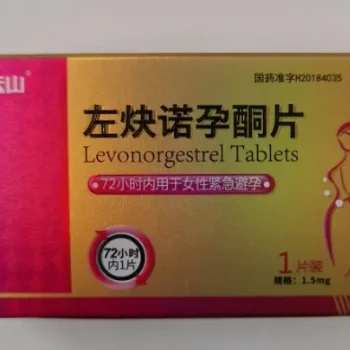 山
国药准字H20184035
左炔诺孕酮片
Levonorgestrel Tablets
72小时内用于女性紧急避孕
72小时
内1片
1片装
规格：1.5mg